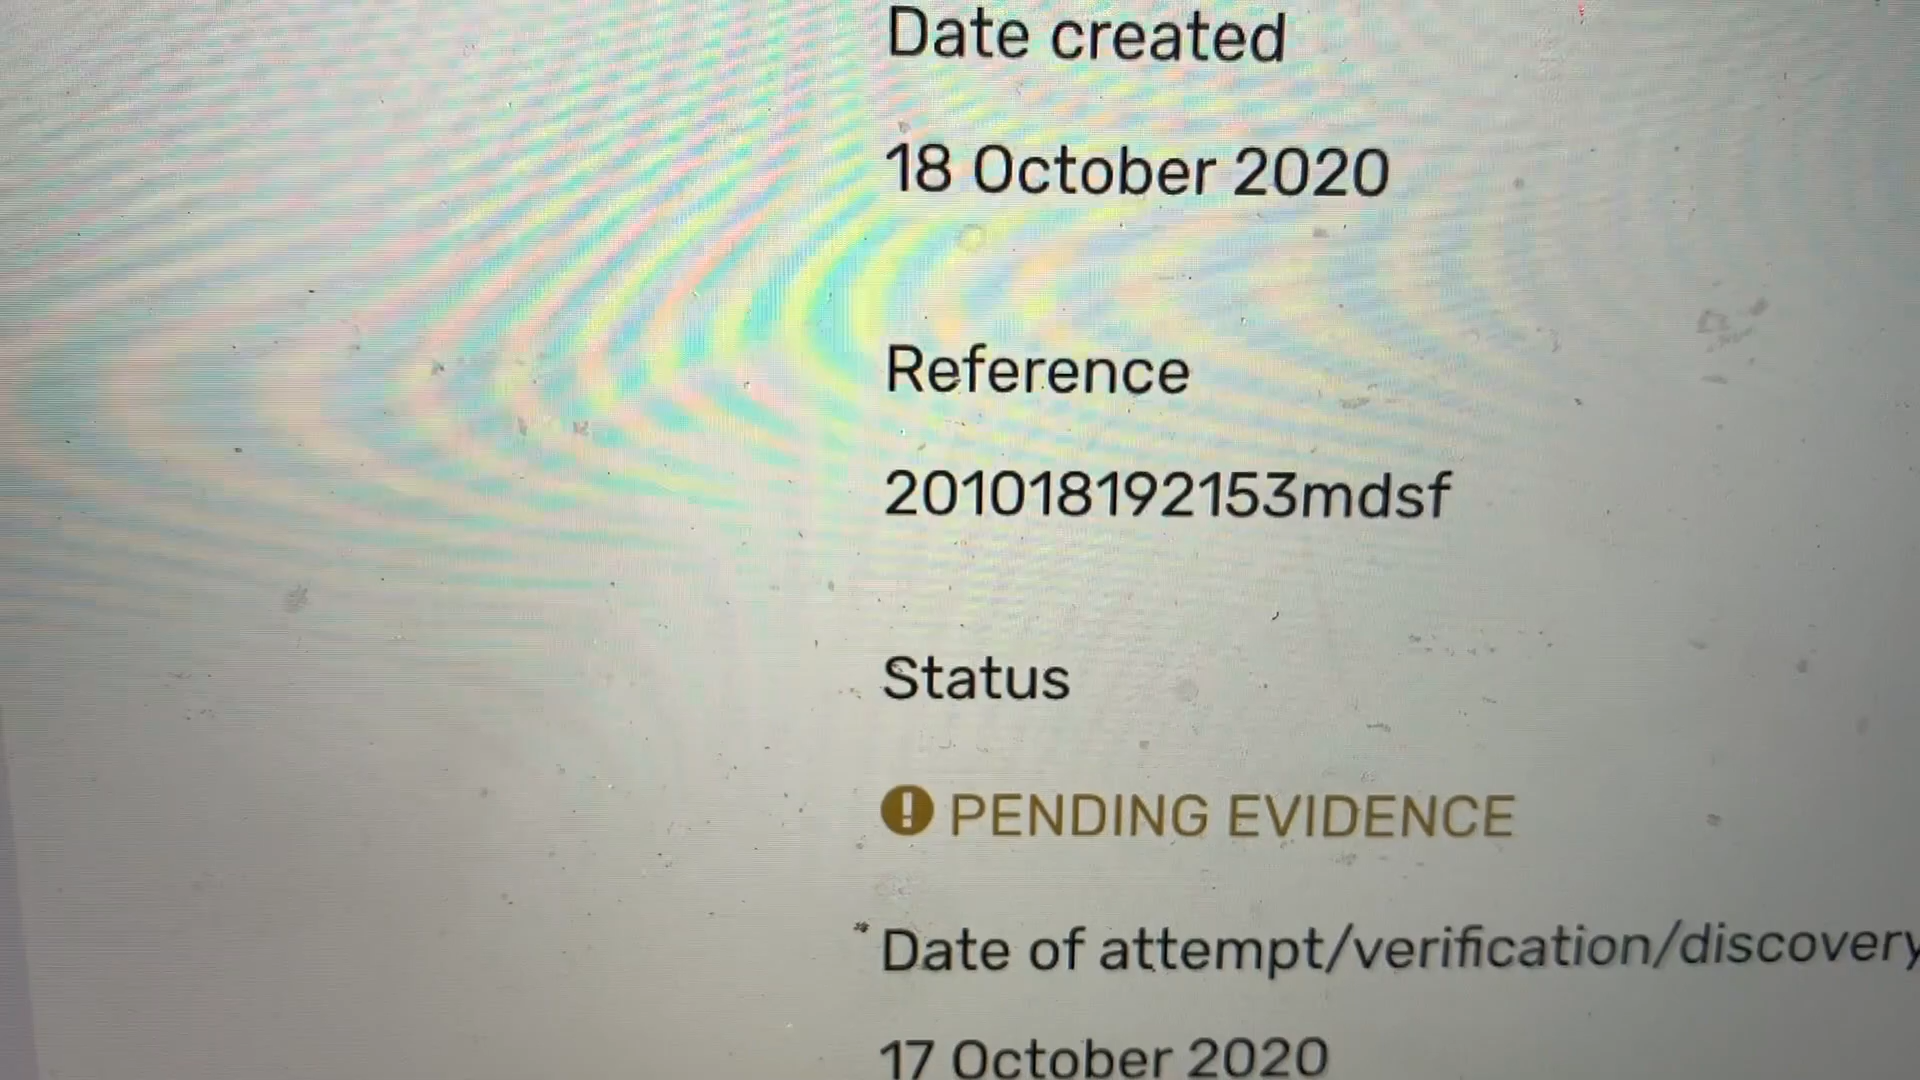 Date created
18 October 2020
Reference
201018192153mdsf
Status
PENDING EVIDENCE
Date of attempt/verification/discovery
17 October 2020